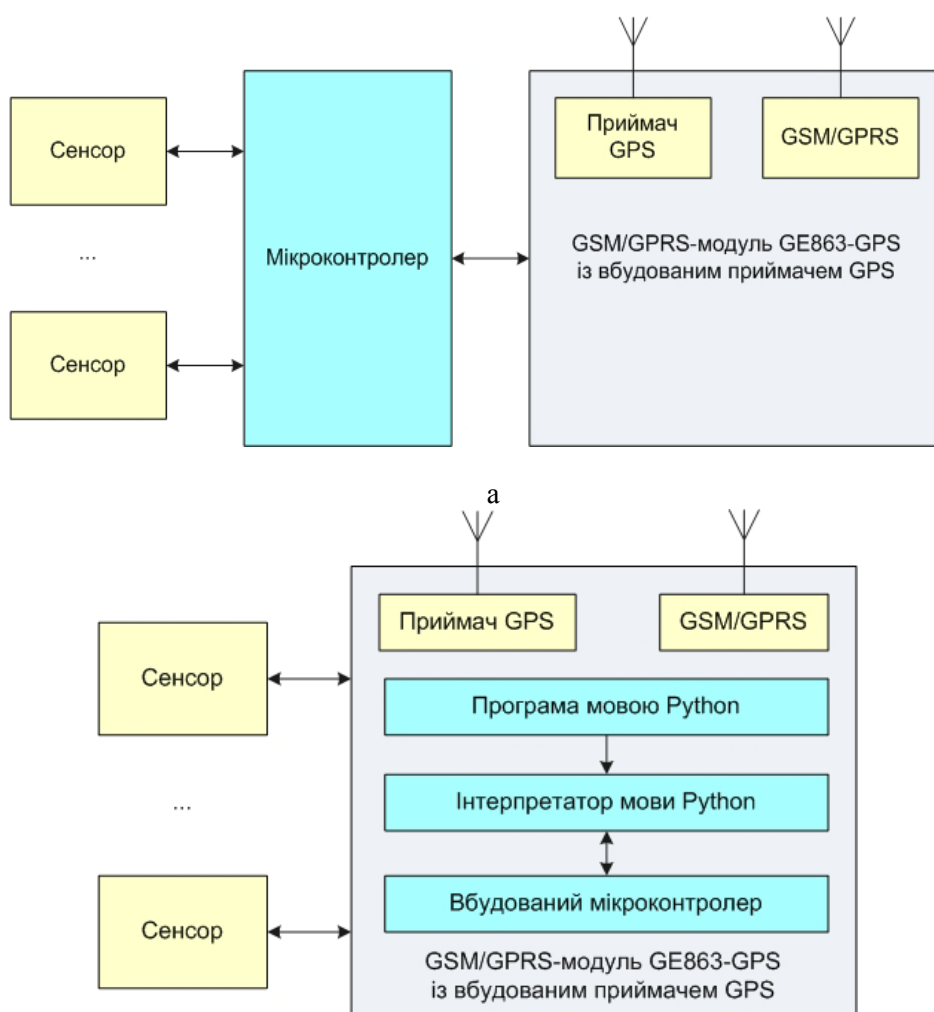 Приймач
GPS
GSM/GPRS
Сенсор
...
Сенсор
Мікроконтролер
GSM/GPRS-модуль GE863-GPS
із вбудованим приймачем GPS
а
Приймач GPS
GSM/GPRS
Сенсор
...
Сенсор
Програма мовою Python
Інтерпретатор мови Python
Вбудований мікроконтролер
GSM/GPRS-модуль GE863-GPS
із вбудованим приймачем GPS